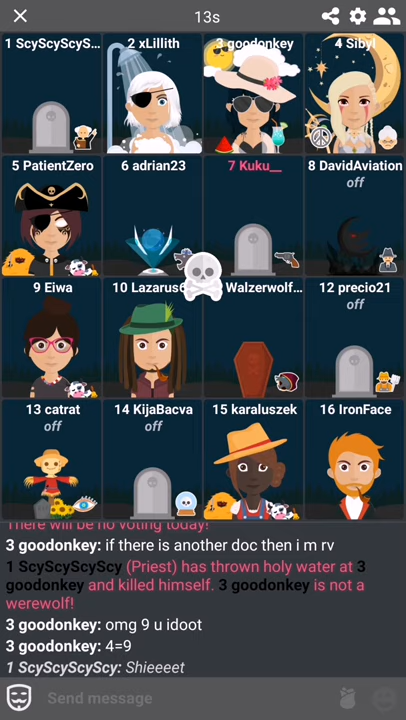 13s
1 ScyScyScyS...
2 xLillith
3 goodonkey
4 Sibyl
5 PatientZero
6 adrian23
7 Kuku__
8 DavidAviation
off
9 Eiwa
10 Lazarus
Walzerwolf...
12 precio21
off
13 catrat
off
14 KijaBacva
off
15 karaluszek
16 IronFace
There will be no voting today!
3 goodonkey: if there is another doc then i m rv
1 ScyScyScyScy (Priest) has thrown holy water at 3
goodonkey and killed himself. 3 goodonkey is not a
werewolf!
3 goodonkey: omg 9 u idoot
3 goodonkey: 4=9
1 ScyScyScyScy: Shieeeet
Send message